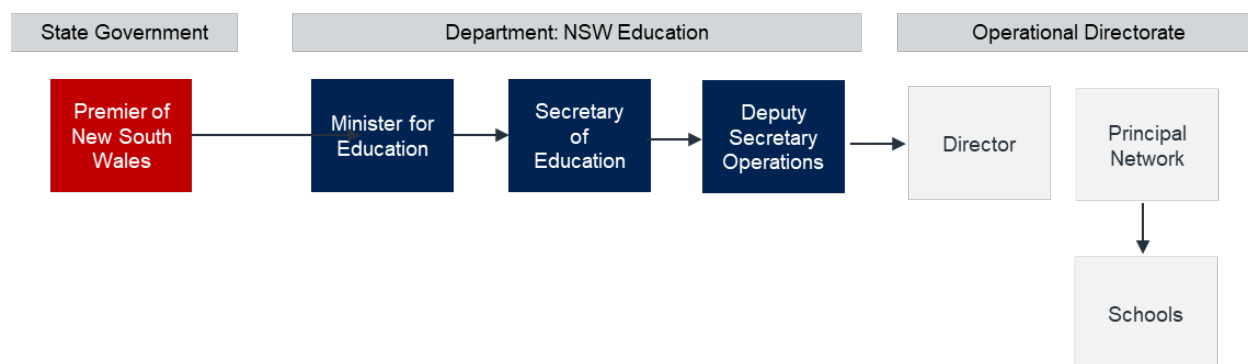 State Government
Department: NSW Education
Operational Directorate
Premier of
New South
Wales
Minister for
Education
Secretary
of
Education
Deputy
Secretary
Operations
Director
Principal
Network
Schools